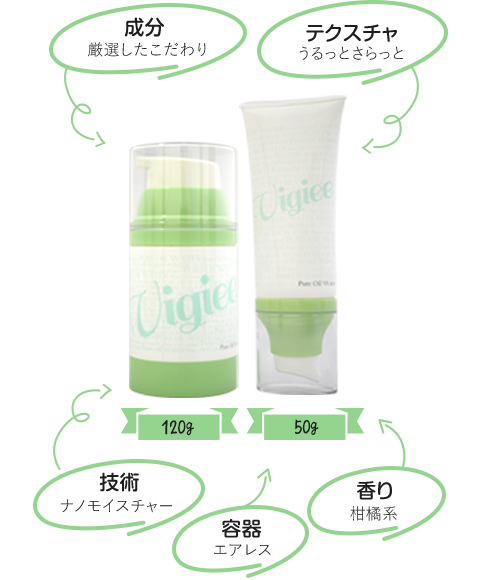 成分
厳選したこだわり
テクスチャ
うるっとさらっと
Vigiee
Pure Oil
Vigiee
Pure
120g
50g
技術
ナノモイスチャー
香り
柑橘系
容器
エアレス